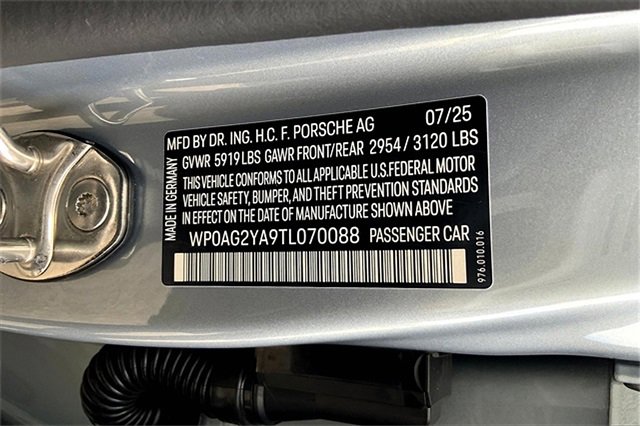 MFD BY DR. ING. H.C. F. PORSCHE AG 07/25
GVWR 5919LBS GAWR FRONT/REAR 2954 / 3120 LBS
THIS VEHICLE CONFORMS TO ALL APPLICABLE U.S.FEDERAL MOTOR
VEHICLE SAFETY, BUMPER, AND THEFT PREVENTION STANDARDS
IN EFFECT ON THE DATE OF MANUFACTURE SHOWN ABOVE
WP0AG2YA9TL070088 PASSENGER CAR
MADE IN GERMANY
976.010.016